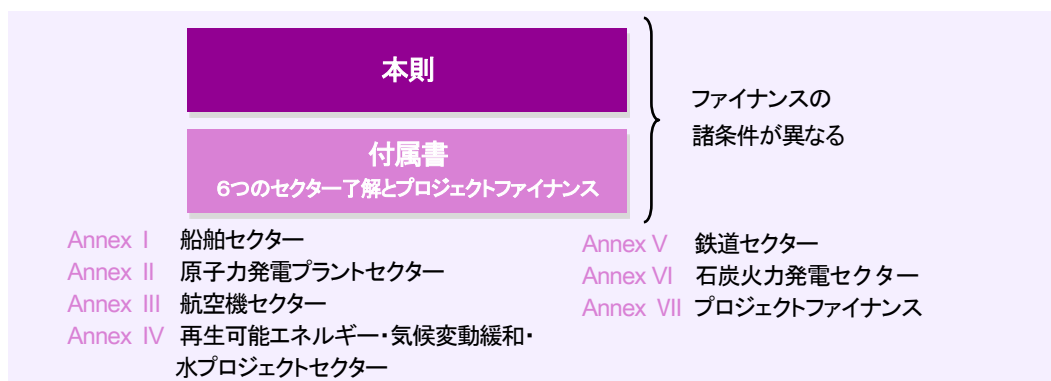 本則
付属書
6つのセクター了解とプロジェクトファイナンス
ファイナンスの
諸条件が異なる
Annex Ⅰ 船舶セクター
Annex Ⅱ 原子力発電プラントセクター
Annex Ⅲ 航空機セクター
Annex Ⅳ 再生可能エネルギー・気候変動緩和・
水プロジェクトセクター
Annex Ⅴ 鉄道セクター
Annex Ⅵ 石炭火力発電セクター
Annex Ⅶ プロジェクトファイナンス